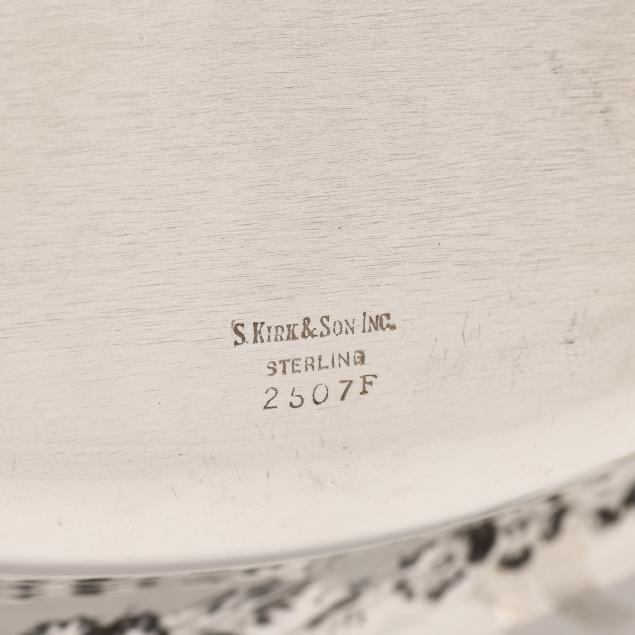 S. KIRK & SON INC.
STERLING
2507F